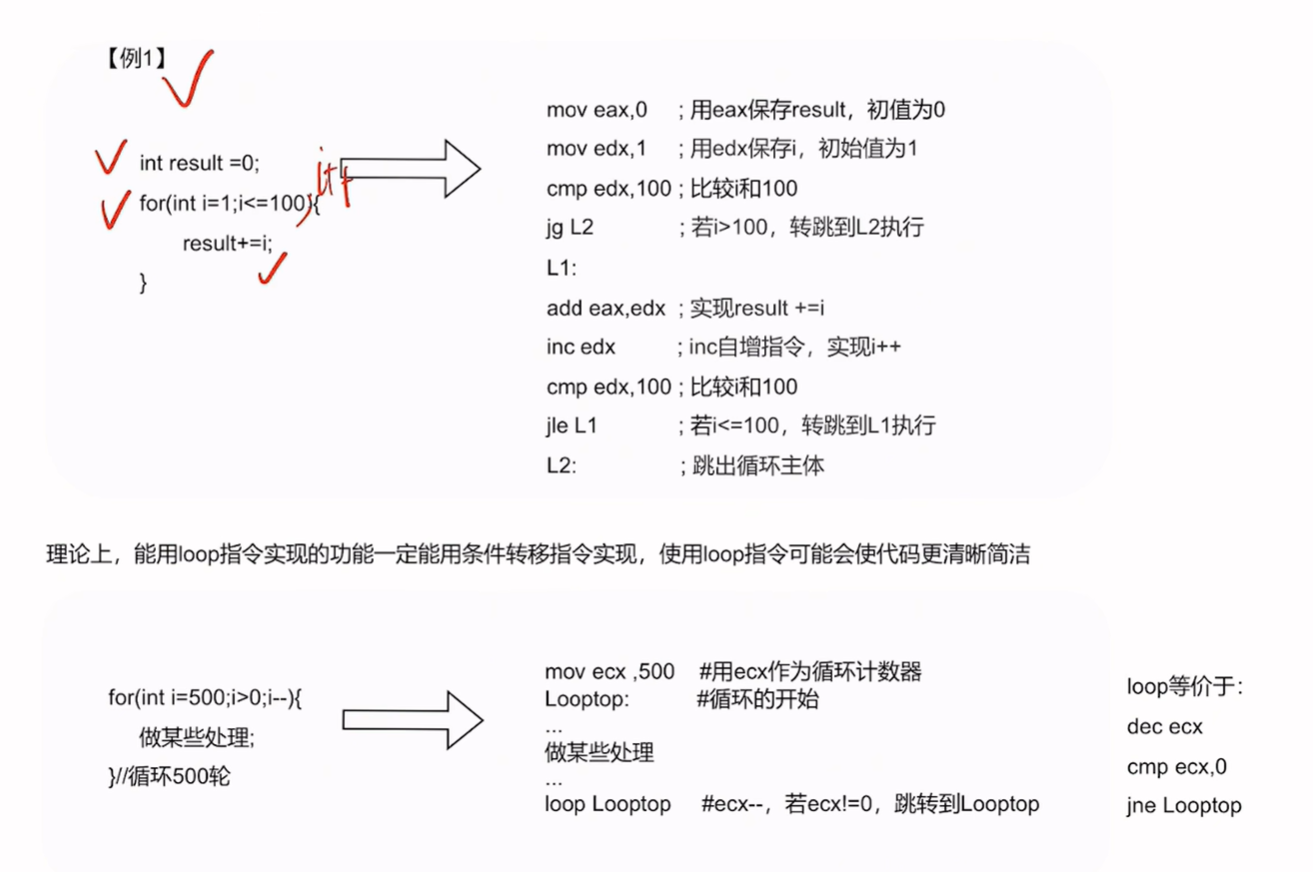 【例1】
int result =0;
for(int i=1;i<=100){
;i++
result+=i;
}
mov eax,0 ; 用eax保存result，初值为0
mov edx,1 ; 用edx保存i，初始值为1
cmp edx,100 ; 比较i和100
jg L2 ; 若i>100，转跳到L2执行
L1:
add eax,edx ; 实现result +=i
inc edx ; inc自增指令，实现i++
cmp edx,100 ; 比较i和100
jle L1 ; 若i<=100，转跳到L1执行
L2: ; 跳出循环主体
理论上，能用loop指令实现的功能一定能用条件转移指令实现，使用loop指令可能会使代码更清晰简洁
for(int i=500;i>0;i--){
做某些处理;
}//循环500轮
mov ecx ,500 #用ecx作为循环计数器
Looptop: #循环的开始
...
做某些处理
...
loop Looptop #ecx--，若ecx!=0，跳转到Looptop
loop等价于：
dec ecx
cmp ecx,0
jne Looptop